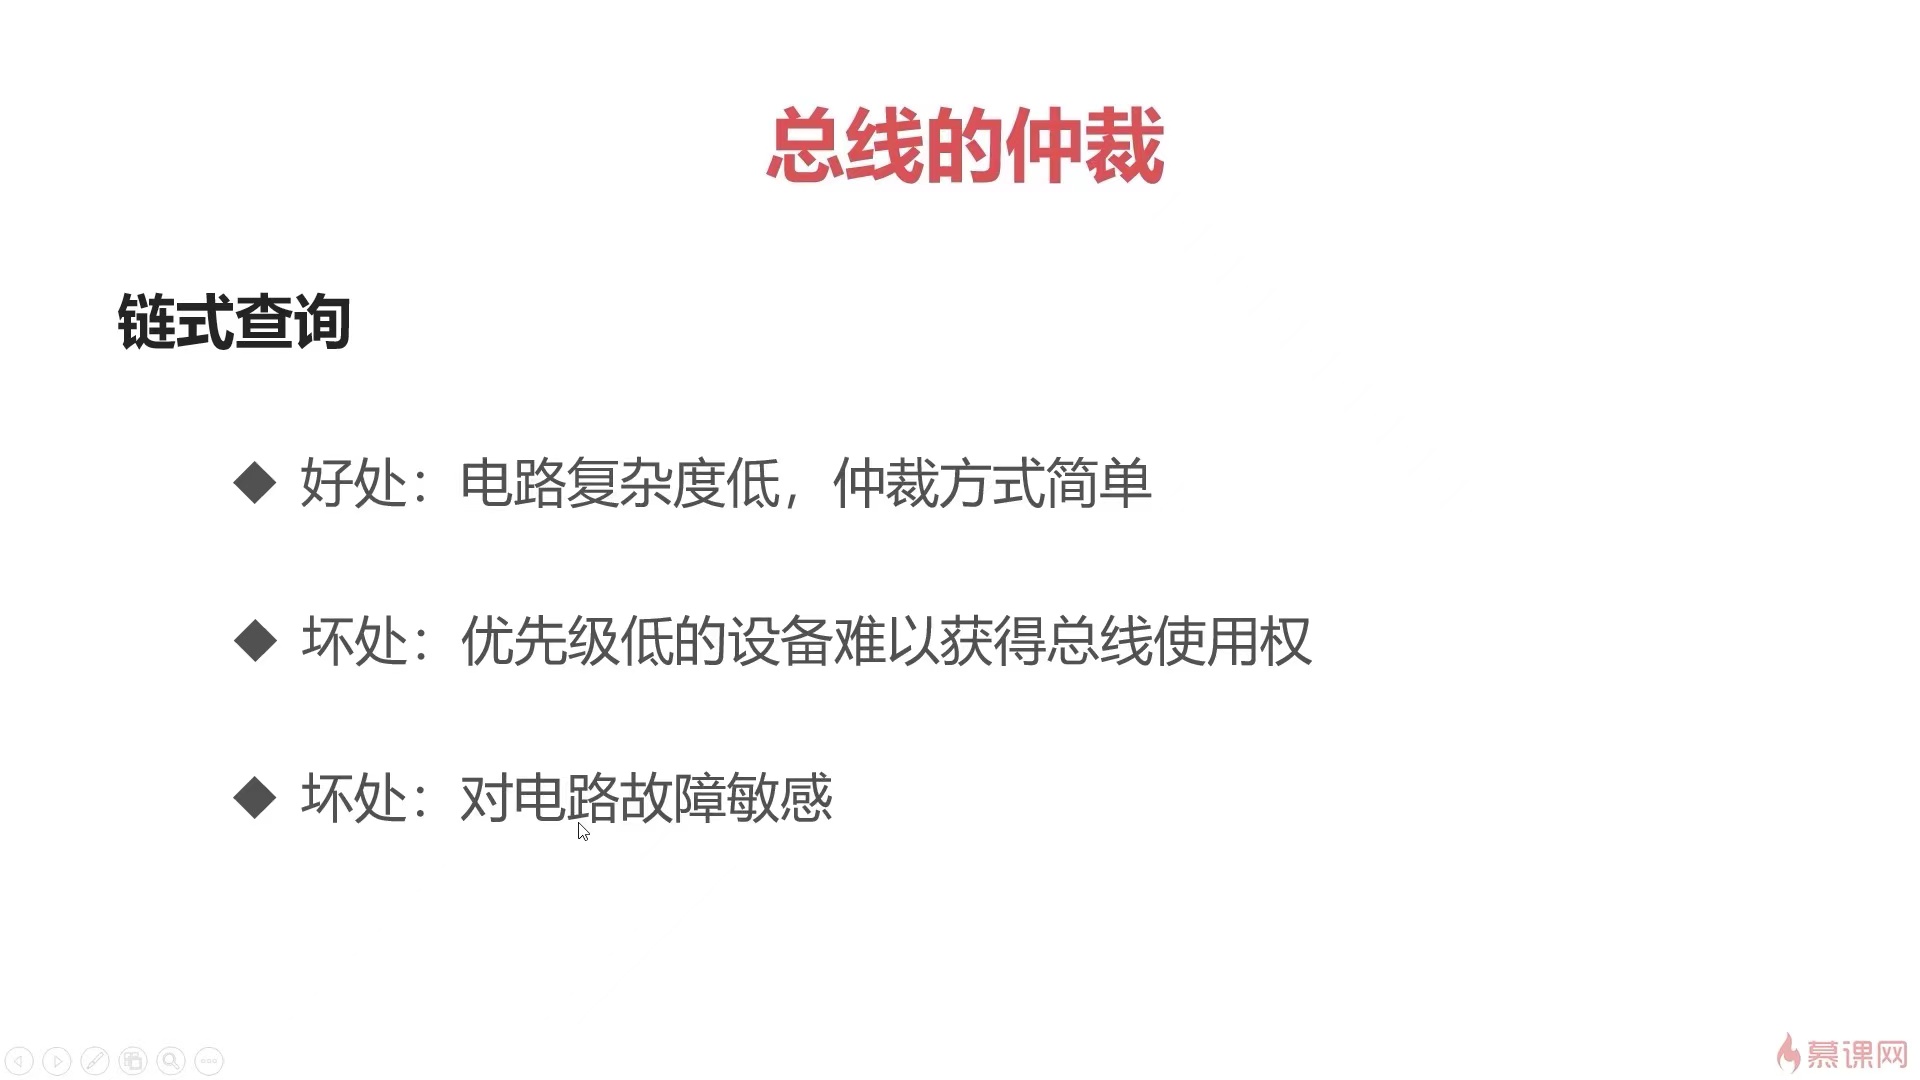 总线的仲裁
链式查询
◆ 好处：电路复杂度低，仲裁方式简单
◆ 坏处：优先级低的设备难以获得总线使用权
◆ 坏处：对电路故障敏感
慕课网